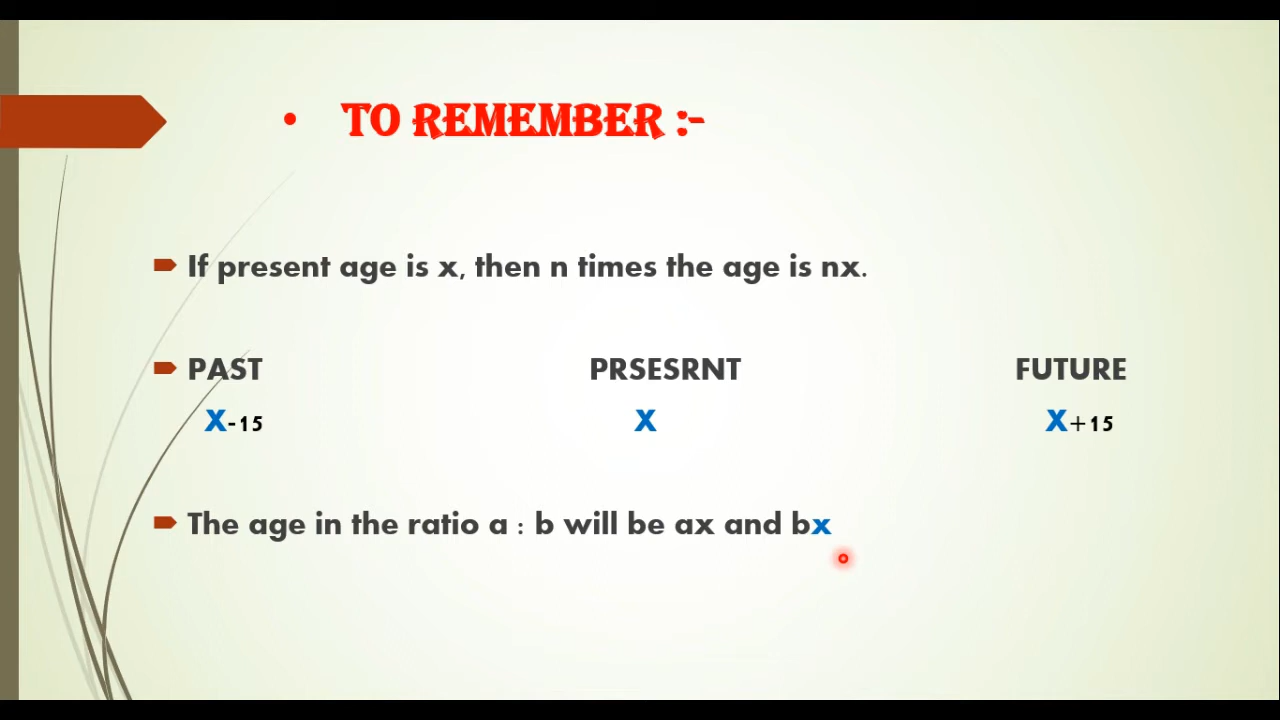 • TO REMEMBER :-
If present age is x, then n times the age is nx.
PAST PRSESRNT FUTURE
X-15 X X+15
The age in the ratio a : b will be ax and bx